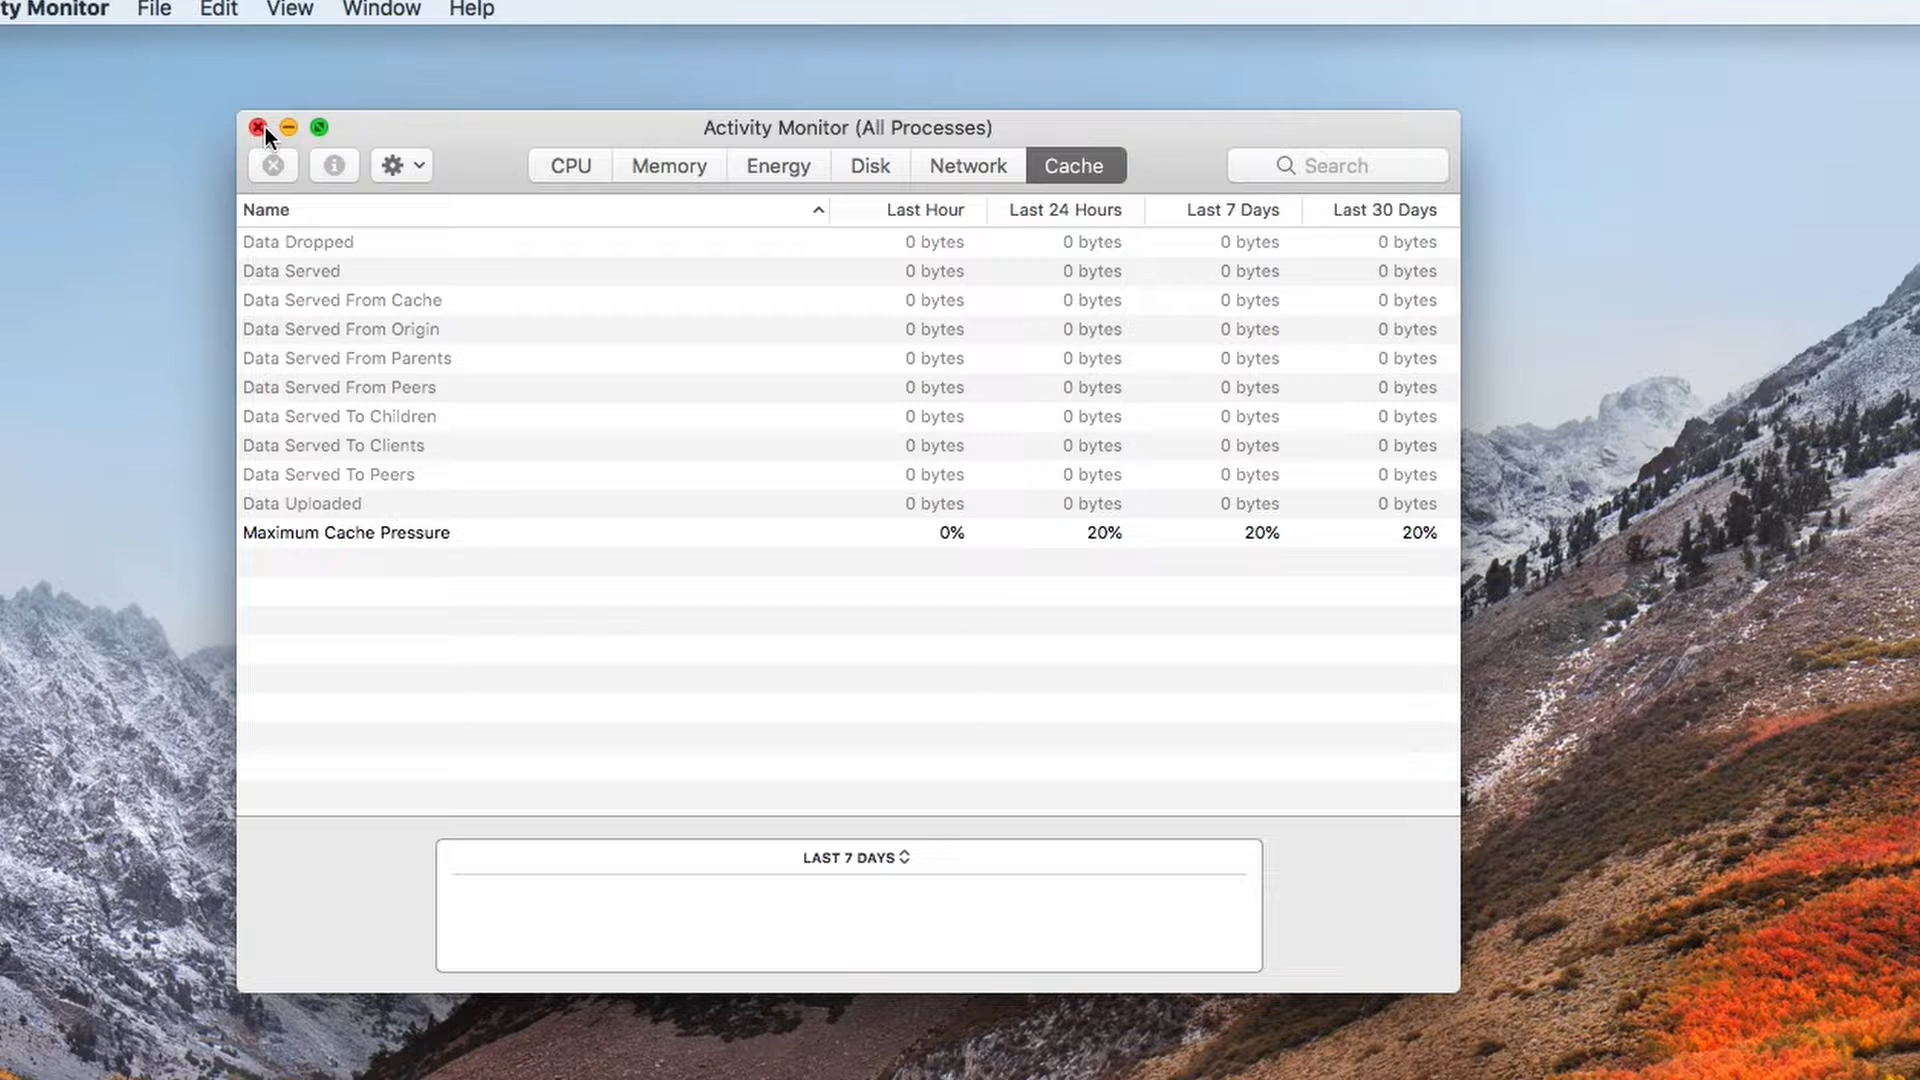 ty Monitor File Edit View Window Help
Activity Monitor (All Processes)
CPU Memory Energy Disk Network Cache Search
Name Last Hour Last 24 Hours Last 7 Days Last 30 Days
Data Dropped 0 bytes 0 bytes 0 bytes 0 bytes
Data Served 0 bytes 0 bytes 0 bytes 0 bytes
Data Served From Cache 0 bytes 0 bytes 0 bytes 0 bytes
Data Served From Origin 0 bytes 0 bytes 0 bytes 0 bytes
Data Served From Parents 0 bytes 0 bytes 0 bytes 0 bytes
Data Served From Peers 0 bytes 0 bytes 0 bytes 0 bytes
Data Served To Children 0 bytes 0 bytes 0 bytes 0 bytes
Data Served To Clients 0 bytes 0 bytes 0 bytes 0 bytes
Data Served To Peers 0 bytes 0 bytes 0 bytes 0 bytes
Data Uploaded 0 bytes 0 bytes 0 bytes 0 bytes
Maximum Cache Pressure 0% 20% 20% 20%
LAST 7 DAYS